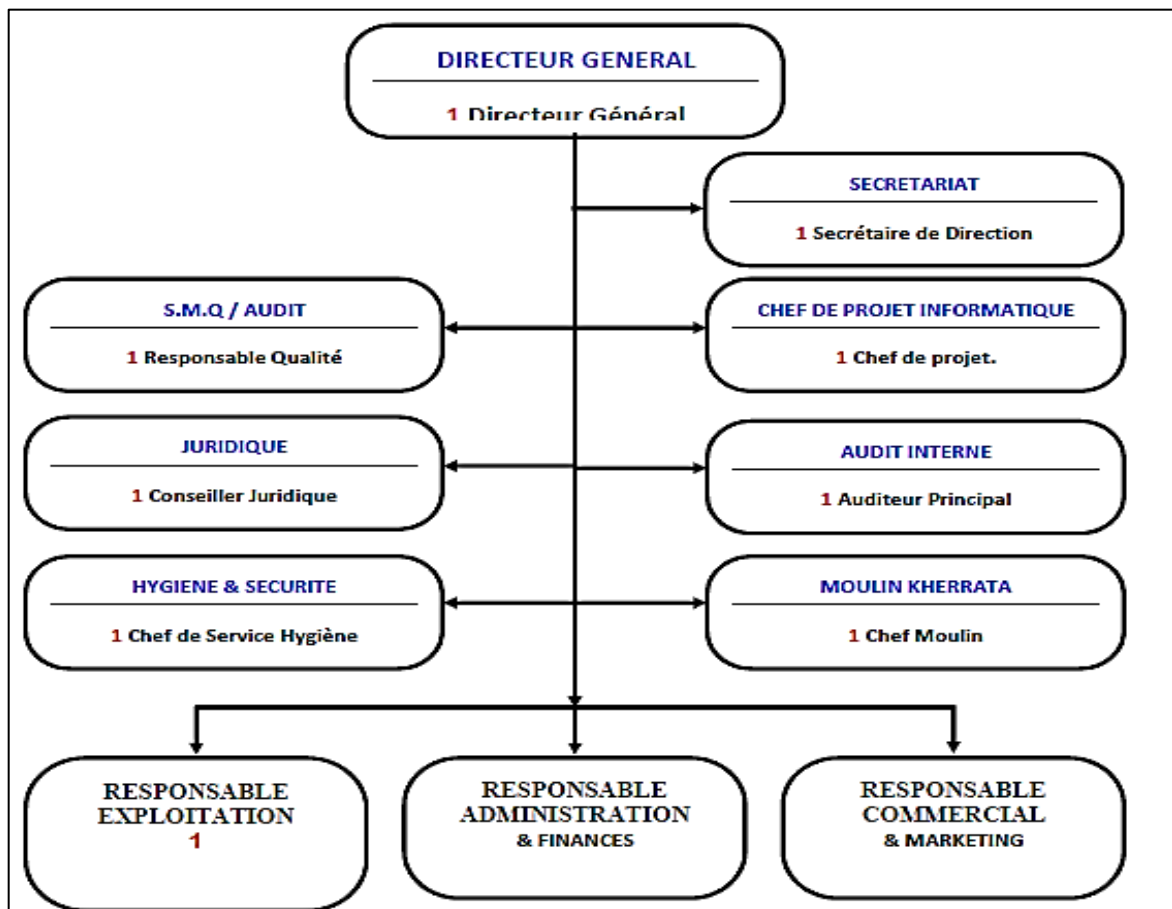 DIRECTEUR GENERAL
1 Directeur Général
SECRETARIAT
1 Secrétaire de Direction
S.M.Q / AUDIT
1 Responsable Qualité
CHEF DE PROJET INFORMATIQUE
1 Chef de projet.
JURIDIQUE
1 Conseiller Juridique
AUDIT INTERNE
1 Auditeur Principal
HYGIENE & SECURITE
1 Chef de Service Hygiène
MOULIN KHERRATA
1 Chef Moulin
RESPONSABLE
EXPLOITATION
1
RESPONSABLE
ADMINISTRATION
& FINANCES
RESPONSABLE
COMMERCIAL
& MARKETING